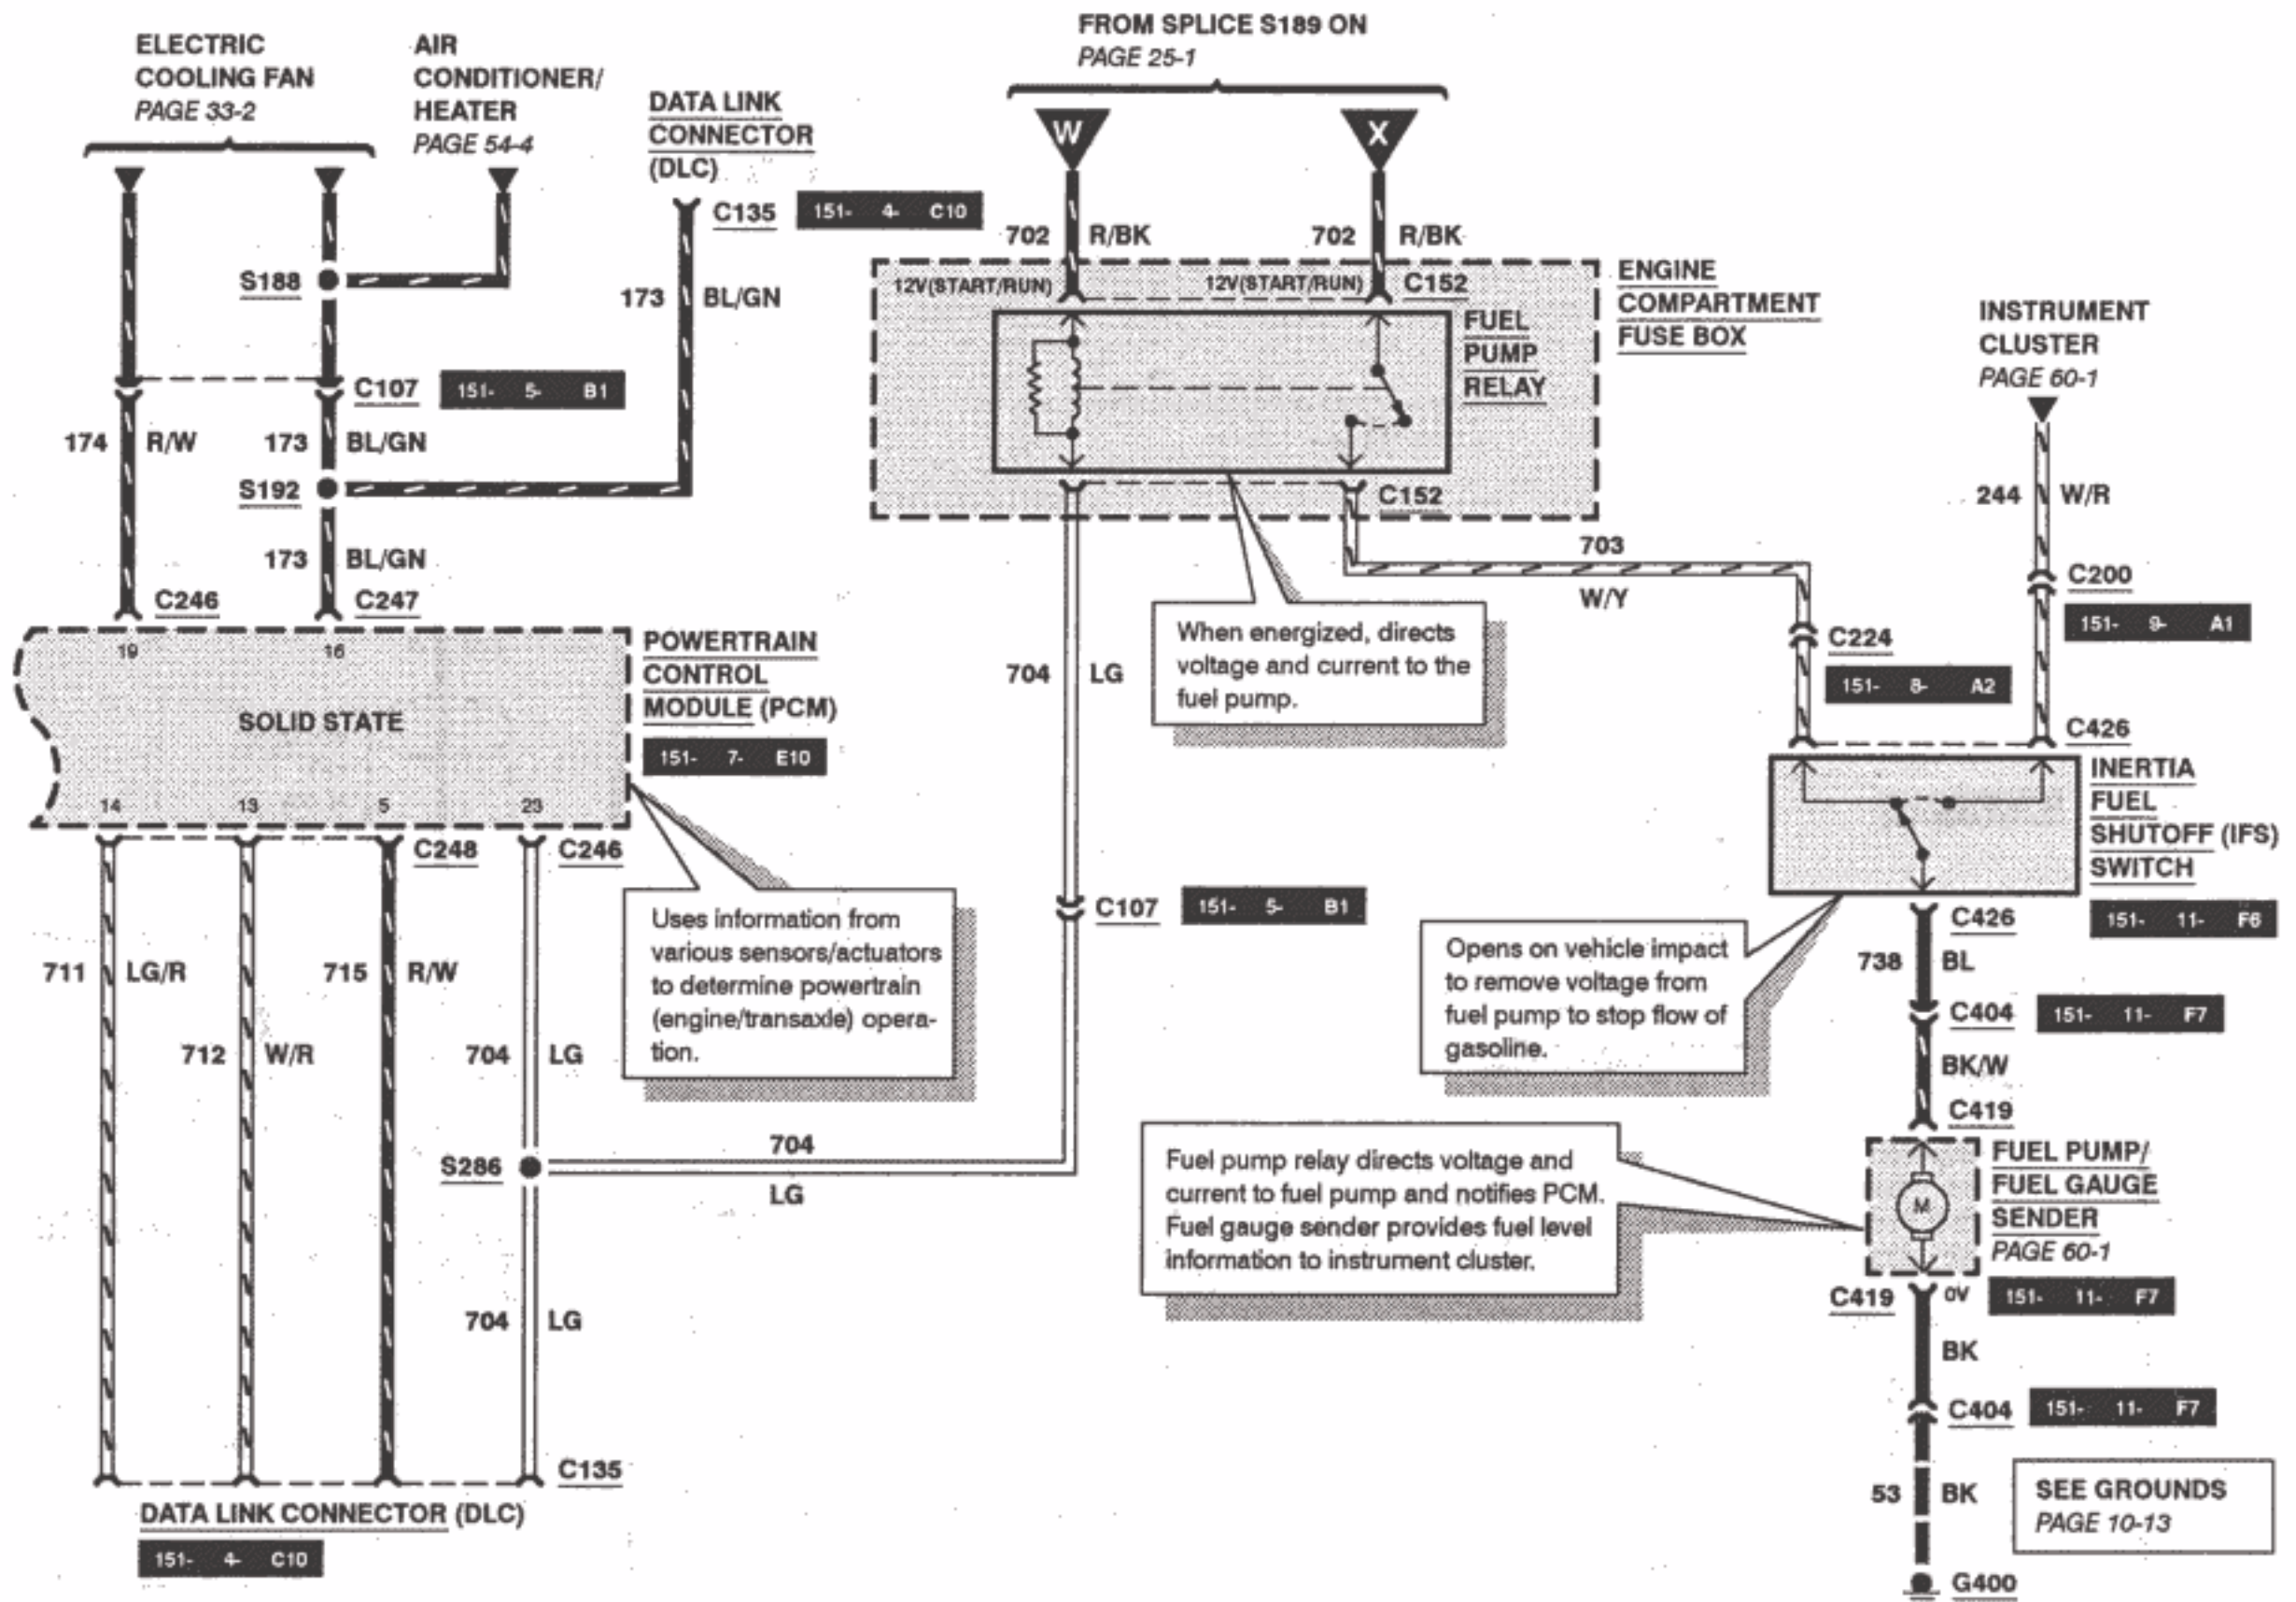 FROM SPLICE S189 ON
PAGE 25-1
ELECTRIC
COOLING FAN
PAGE 33-2
AIR
CONDITIONER/
HEATER
PAGE 54-4
DATA LINK
CONNECTOR
(DLC)
C135 151- 4- C10
W
X
702 R/BK
702 R/BK
S188
173 BL/GN
12V(START/RUN)
12V(START/RUN) C152
ENGINE
COMPARTMENT
FUSE BOX
FUEL
PUMP
RELAY
INSTRUMENT
CLUSTER
PAGE 60-1
C107 151- 5- B1
174 R/W
173 BL/GN
S192
C152
244 W/R
173 BL/GN
703
W/Y
C246
C247
C200
151- 9- A1
19
16
POWERTRAIN
CONTROL
MODULE (PCM)
151- 7- E10
SOLID STATE
14
13
5
23
704 LG
When energized, directs
voltage and current to the
fuel pump.
C224
151- 8- A2
C426
INERTIA
FUEL
SHUTOFF (IFS)
SWITCH
151- 11- F6
C248
C246
Uses information from
various sensors/actuators
to determine powertrain
(engine/transaxle) opera-
tion.
C107 151- 5- B1
Opens on vehicle impact
to remove voltage from
fuel pump to stop flow of
gasoline.
C426
738 BL
C404 151- 11- F7
BK/W
C419
711 LG/R
715 R/W
712 W/R
704 LG
704
S286
LG
Fuel pump relay directs voltage and
current to fuel pump and notifies PCM.
Fuel gauge sender provides fuel level
information to instrument cluster.
M
FUEL PUMP/
FUEL GAUGE
SENDER
PAGE 60-1
C419 0V 151- 11- F7
704 LG
BK
C404 151- 11- F7
C135
DATA LINK CONNECTOR (DLC)
151- 4- C10
53 BK
SEE GROUNDS
PAGE 10-13
G400